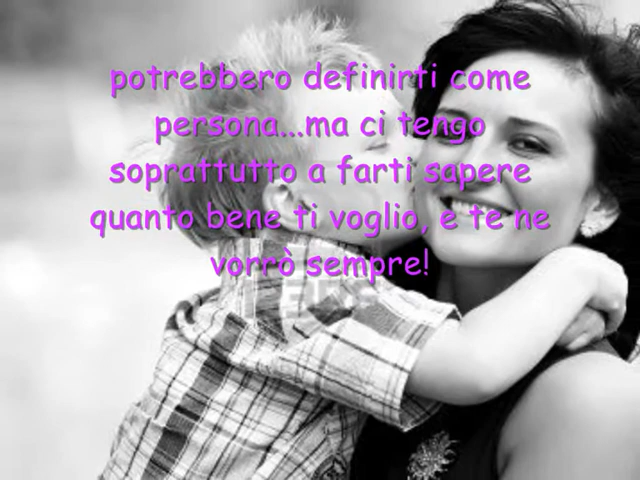 potrebbero definirti come
persona...ma ci tengo
soprattutto a farti sapere
quanto bene ti voglio, e te ne
vorrò sempre!